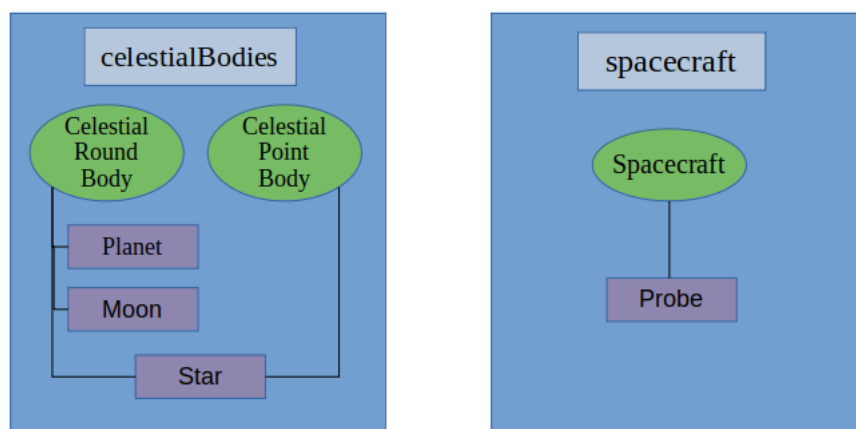 celestialBodies
Celestial
Round
Body
Celestial
Point
Body
Planet
Moon
Star
spacecraft
Spacecraft
Probe